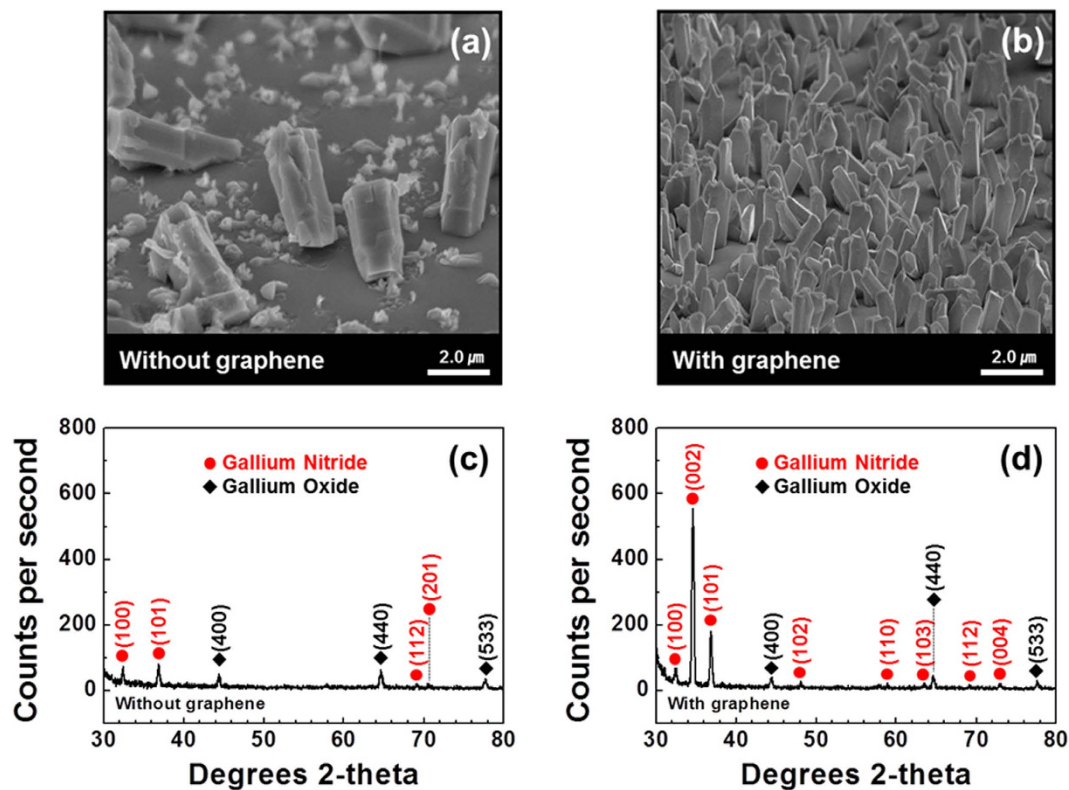 (a)
Without graphene
2.0 ㎛
(b)
With graphene
2.0 ㎛
(c)
Counts per second
800
600
400
200
0
Gallium Nitride
Gallium Oxide
(100)
(101)
(400)
(440)
(112)
(201)
(533)
Without graphene
30 40 50 60 70 80
Degrees 2-theta
(d)
Counts per second
800
600
400
200
0
Gallium Nitride
Gallium Oxide
(100)
(002)
(101)
(400)
(102)
(110)
(103)
(440)
(112)
(004)
(533)
With graphene
30 40 50 60 70 80
Degrees 2-theta